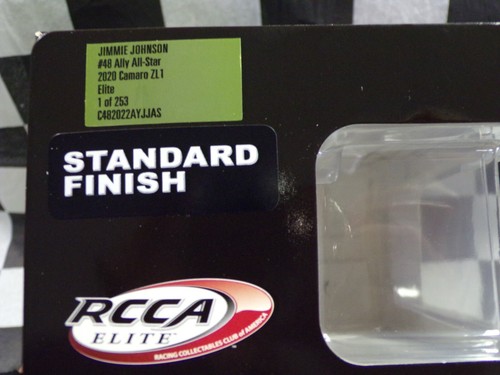 JIMMIE JOHNSON
#48 Ally All-Star
2020 Camaro ZL1
Elite
1 of 253
C482022AYJJAS
STANDARD
FINISH
RCCA
ELITE™
RACING COLLECTABLES CLUB of AMERICA